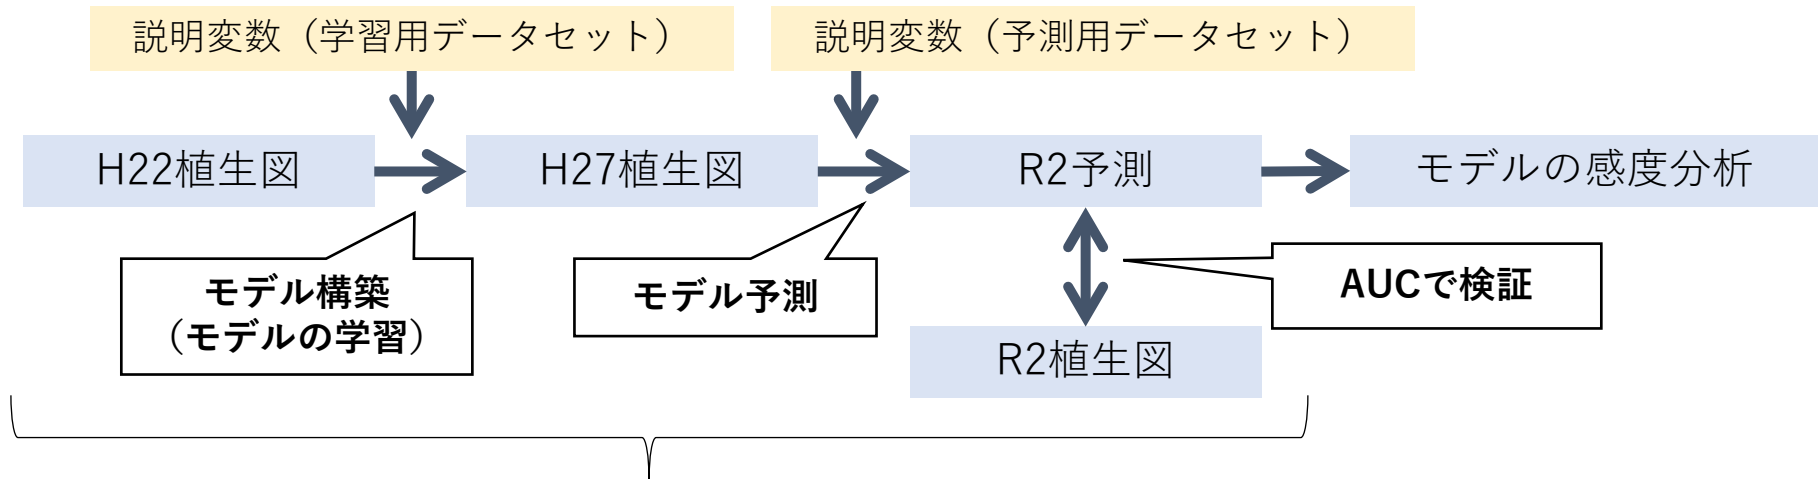 説明変数（学習用データセット）
説明変数（予測用データセット）
H22植生図
H27植生図
R2予測
モデルの感度分析
モデル構築
（モデルの学習）
モデル予測
AUCで検証
R2植生図